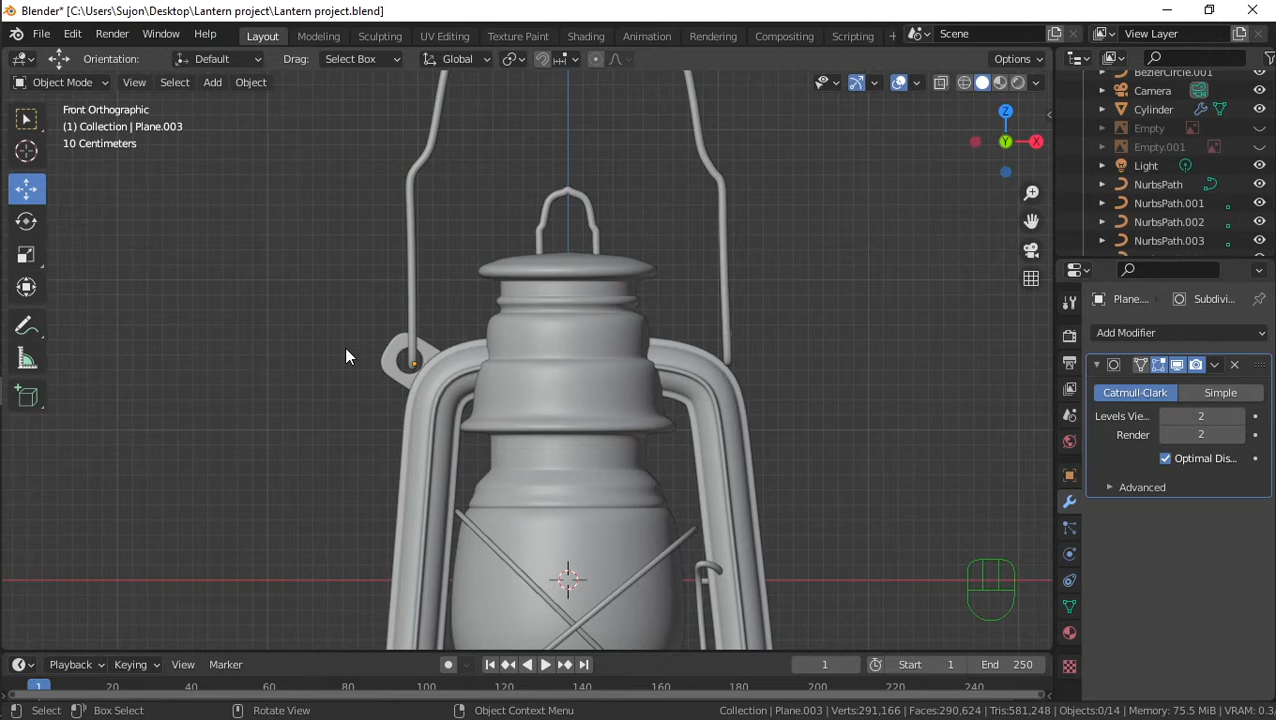 Blender* [C:\Users\Sujon\Desktop\Lantern project\Lantern project.blend]
File Edit Render Window Help Layout Modeling Sculpting UV Editing Texture Paint Shading Animation Rendering Compositing Scripting + Scene View Layer
Orientation: Default Drag: Select Box Global Options
Object Mode View Select Add Object
Front Orthographic
(1) Collection | Plane.003
10 Centimeters
Z
Y
X
BezierCircle.001
Camera
Cylinder
Empty
Empty.001
Light
NurbsPath
NurbsPath.001
NurbsPath.002
NurbsPath.003
Plane.... Subdivi...
Add Modifier
Catmull-Clark Simple
Levels Vie... 2
Render 2
Optimal Dis...
Advanced
Playback Keying View Marker 1 Start 1 End 250
1 20 40 60 80 100 120 140 160 180 200 220 240
Select Box Select Rotate View Object Context Menu Collection | Plane.003 | Verts:291,166 | Faces:290,624 | Tris:581,248 | Objects:0/14 | Memory: 75.5 MiB | VRAM: 0.3